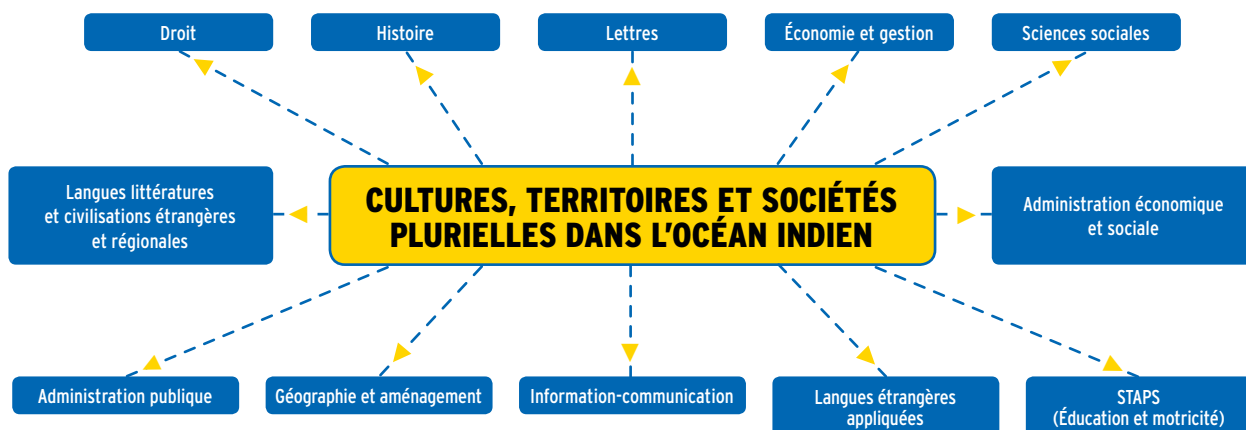 Droit
Histoire
Lettres
Économie et gestion
Sciences sociales
Langues littératures
et civilisations étrangères
et régionales
CULTURES, TERRITOIRES ET SOCIÉTÉS
PLURIELLES DANS L'OCÉAN INDIEN
Administration économique
et sociale
Administration publique
Géographie et aménagement
Information-communication
Langues étrangères
appliquées
STAPS
(Éducation et motricité)